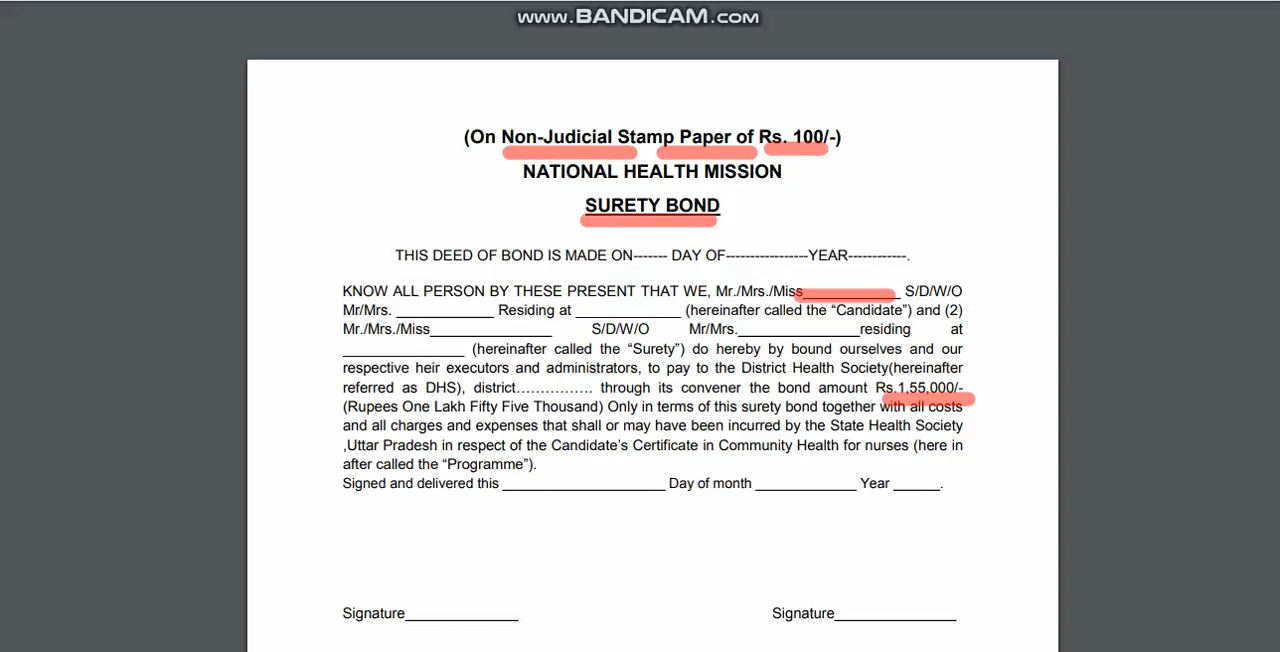 www.BANDICAM.com
(On Non-Judicial Stamp Paper of Rs. 100/-)
NATIONAL HEALTH MISSION
SURETY BOND
THIS DEED OF BOND IS MADE ON------- DAY OF-----------------YEAR------------.
KNOW ALL PERSON BY THESE PRESENT THAT WE, Mr./Mrs./Miss____________ S/D/W/O
Mr/Mrs. ____________ Residing at _____________ (hereinafter called the “Candidate”) and (2)
Mr./Mrs./Miss_______________ S/D/W/O Mr/Mrs._______________residing at
_______________ (hereinafter called the “Surety”) do hereby by bound ourselves and our
respective heir executors and administrators, to pay to the District Health Society(hereinafter
referred as DHS), district……………. through its convener the bond amount Rs.1,55,000/-
(Rupees One Lakh Fifty Five Thousand) Only in terms of this surety bond together with all costs
and all charges and expenses that shall or may have been incurred by the State Health Society
,Uttar Pradesh in respect of the Candidate’s Certificate in Community Health for nurses (here in
after called the “Programme”).
Signed and delivered this ____________________ Day of month ____________ Year ______.
Signature______________ Signature_______________